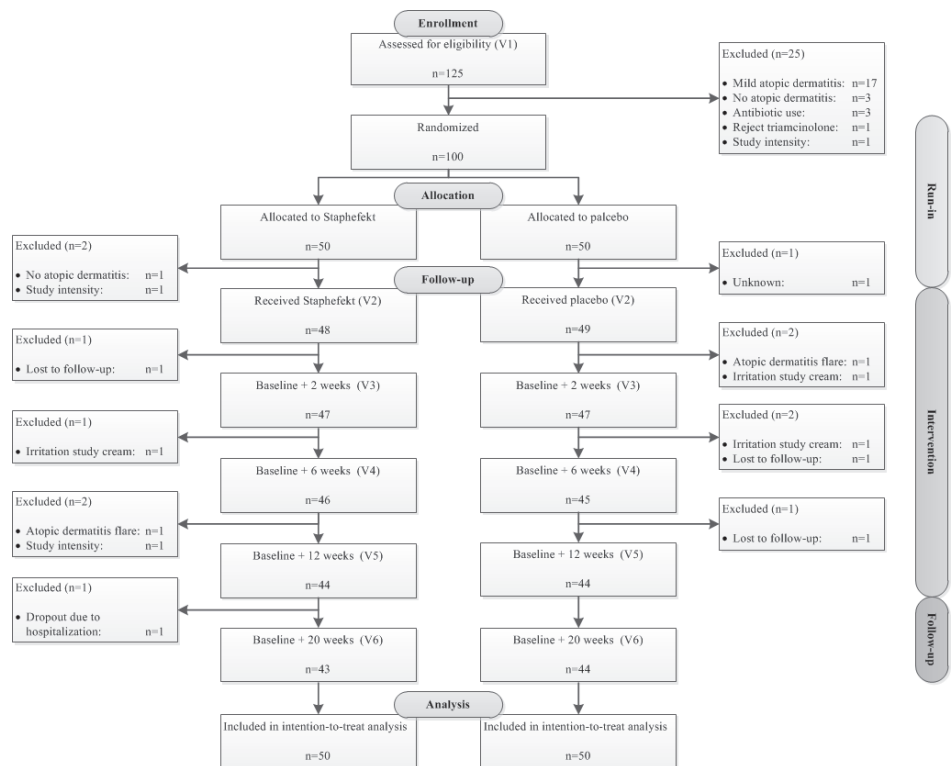 Enrollment
Assessed for eligibility (V1)
n=125
Excluded (n=25)
• Mild atopic dermatitis: n=17
• No atopic dermatitis: n=3
• Antibiotic use: n=3
• Reject triamcinolone: n=1
• Study intensity: n=1
Randomized
n=100
Run-in
Allocation
Allocated to Staphefekt
n=50
Allocated to palcebo
n=50
Excluded (n=2)
• No atopic dermatitis: n=1
• Study intensity: n=1
Excluded (n=1)
• Unknown: n=1
Follow-up
Received Staphefekt (V2)
n=48
Received placebo (V2)
n=49
Excluded (n=1)
• Lost to follow-up: n=1
Excluded (n=2)
• Atopic dermatitis flare: n=1
• Irritation study cream: n=1
Baseline + 2 weeks (V3)
n=47
Baseline + 2 weeks (V3)
n=47
Intervention
Excluded (n=1)
• Irritation study cream: n=1
Excluded (n=2)
• Irritation study cream: n=1
• Lost to follow-up: n=1
Baseline + 6 weeks (V4)
n=46
Baseline + 6 weeks (V4)
n=45
Excluded (n=2)
• Atopic dermatitis flare: n=1
• Study intensity: n=1
Excluded (n=1)
• Lost to follow-up: n=1
Baseline + 12 weeks (V5)
n=44
Baseline + 12 weeks (V5)
n=44
Excluded (n=1)
• Dropout due to
hospitalization: n=1
Baseline + 20 weeks (V6)
n=43
Baseline + 20 weeks (V6)
n=44
Follow-up
Analysis
Included in intention-to-treat analysis
n=50
Included in intention-to-treat analysis
n=50